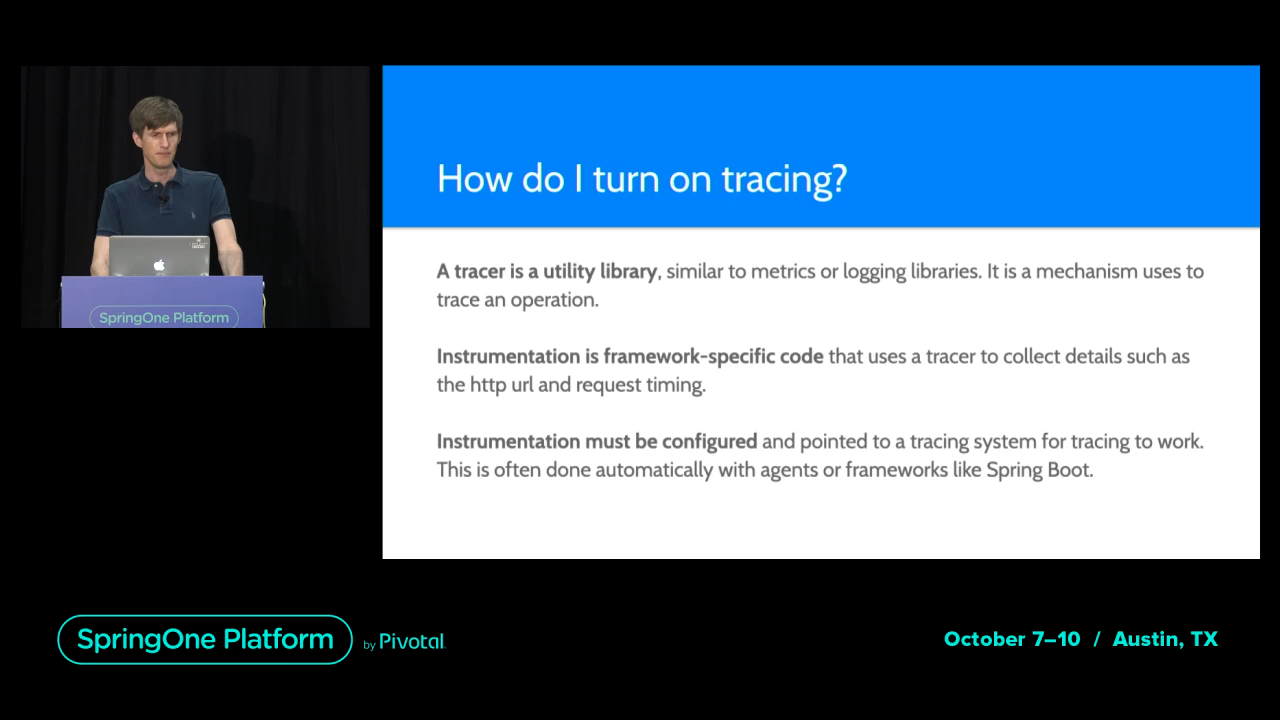 How do I turn on tracing?
A tracer is a utility library, similar to metrics or logging libraries. It is a mechanism uses to
trace an operation.
Instrumentation is framework-specific code that uses a tracer to collect details such as
the http url and request timing.
Instrumentation must be configured and pointed to a tracing system for tracing to work.
This is often done automatically with agents or frameworks like Spring Boot.
SpringOne Platform
SpringOne Platform by Pivotal
October 7–10 / Austin, TX